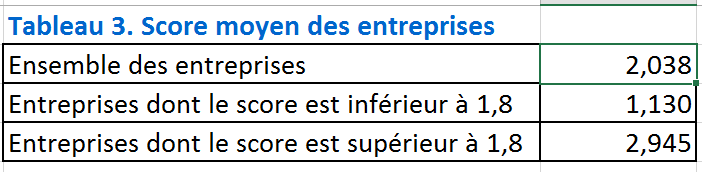 Tableau 3. Score moyen des entreprises
Ensemble des entreprises 2,038
Entreprises dont le score est inférieur à 1,8 1,130
Entreprises dont le score est supérieur à 1,8 2,945